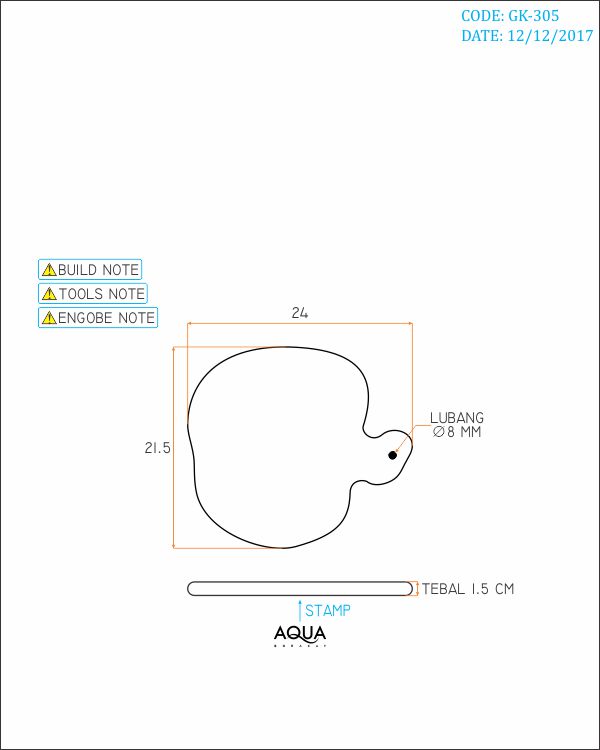 CODE: GK-305
DATE: 12/12/2017
⚠BUILD NOTE
⚠TOOLS NOTE
⚠ENGOBE NOTE
24
21.5
LUBANG
∅8 MM
TEBAL 1.5 CM
STAMP
AQUA